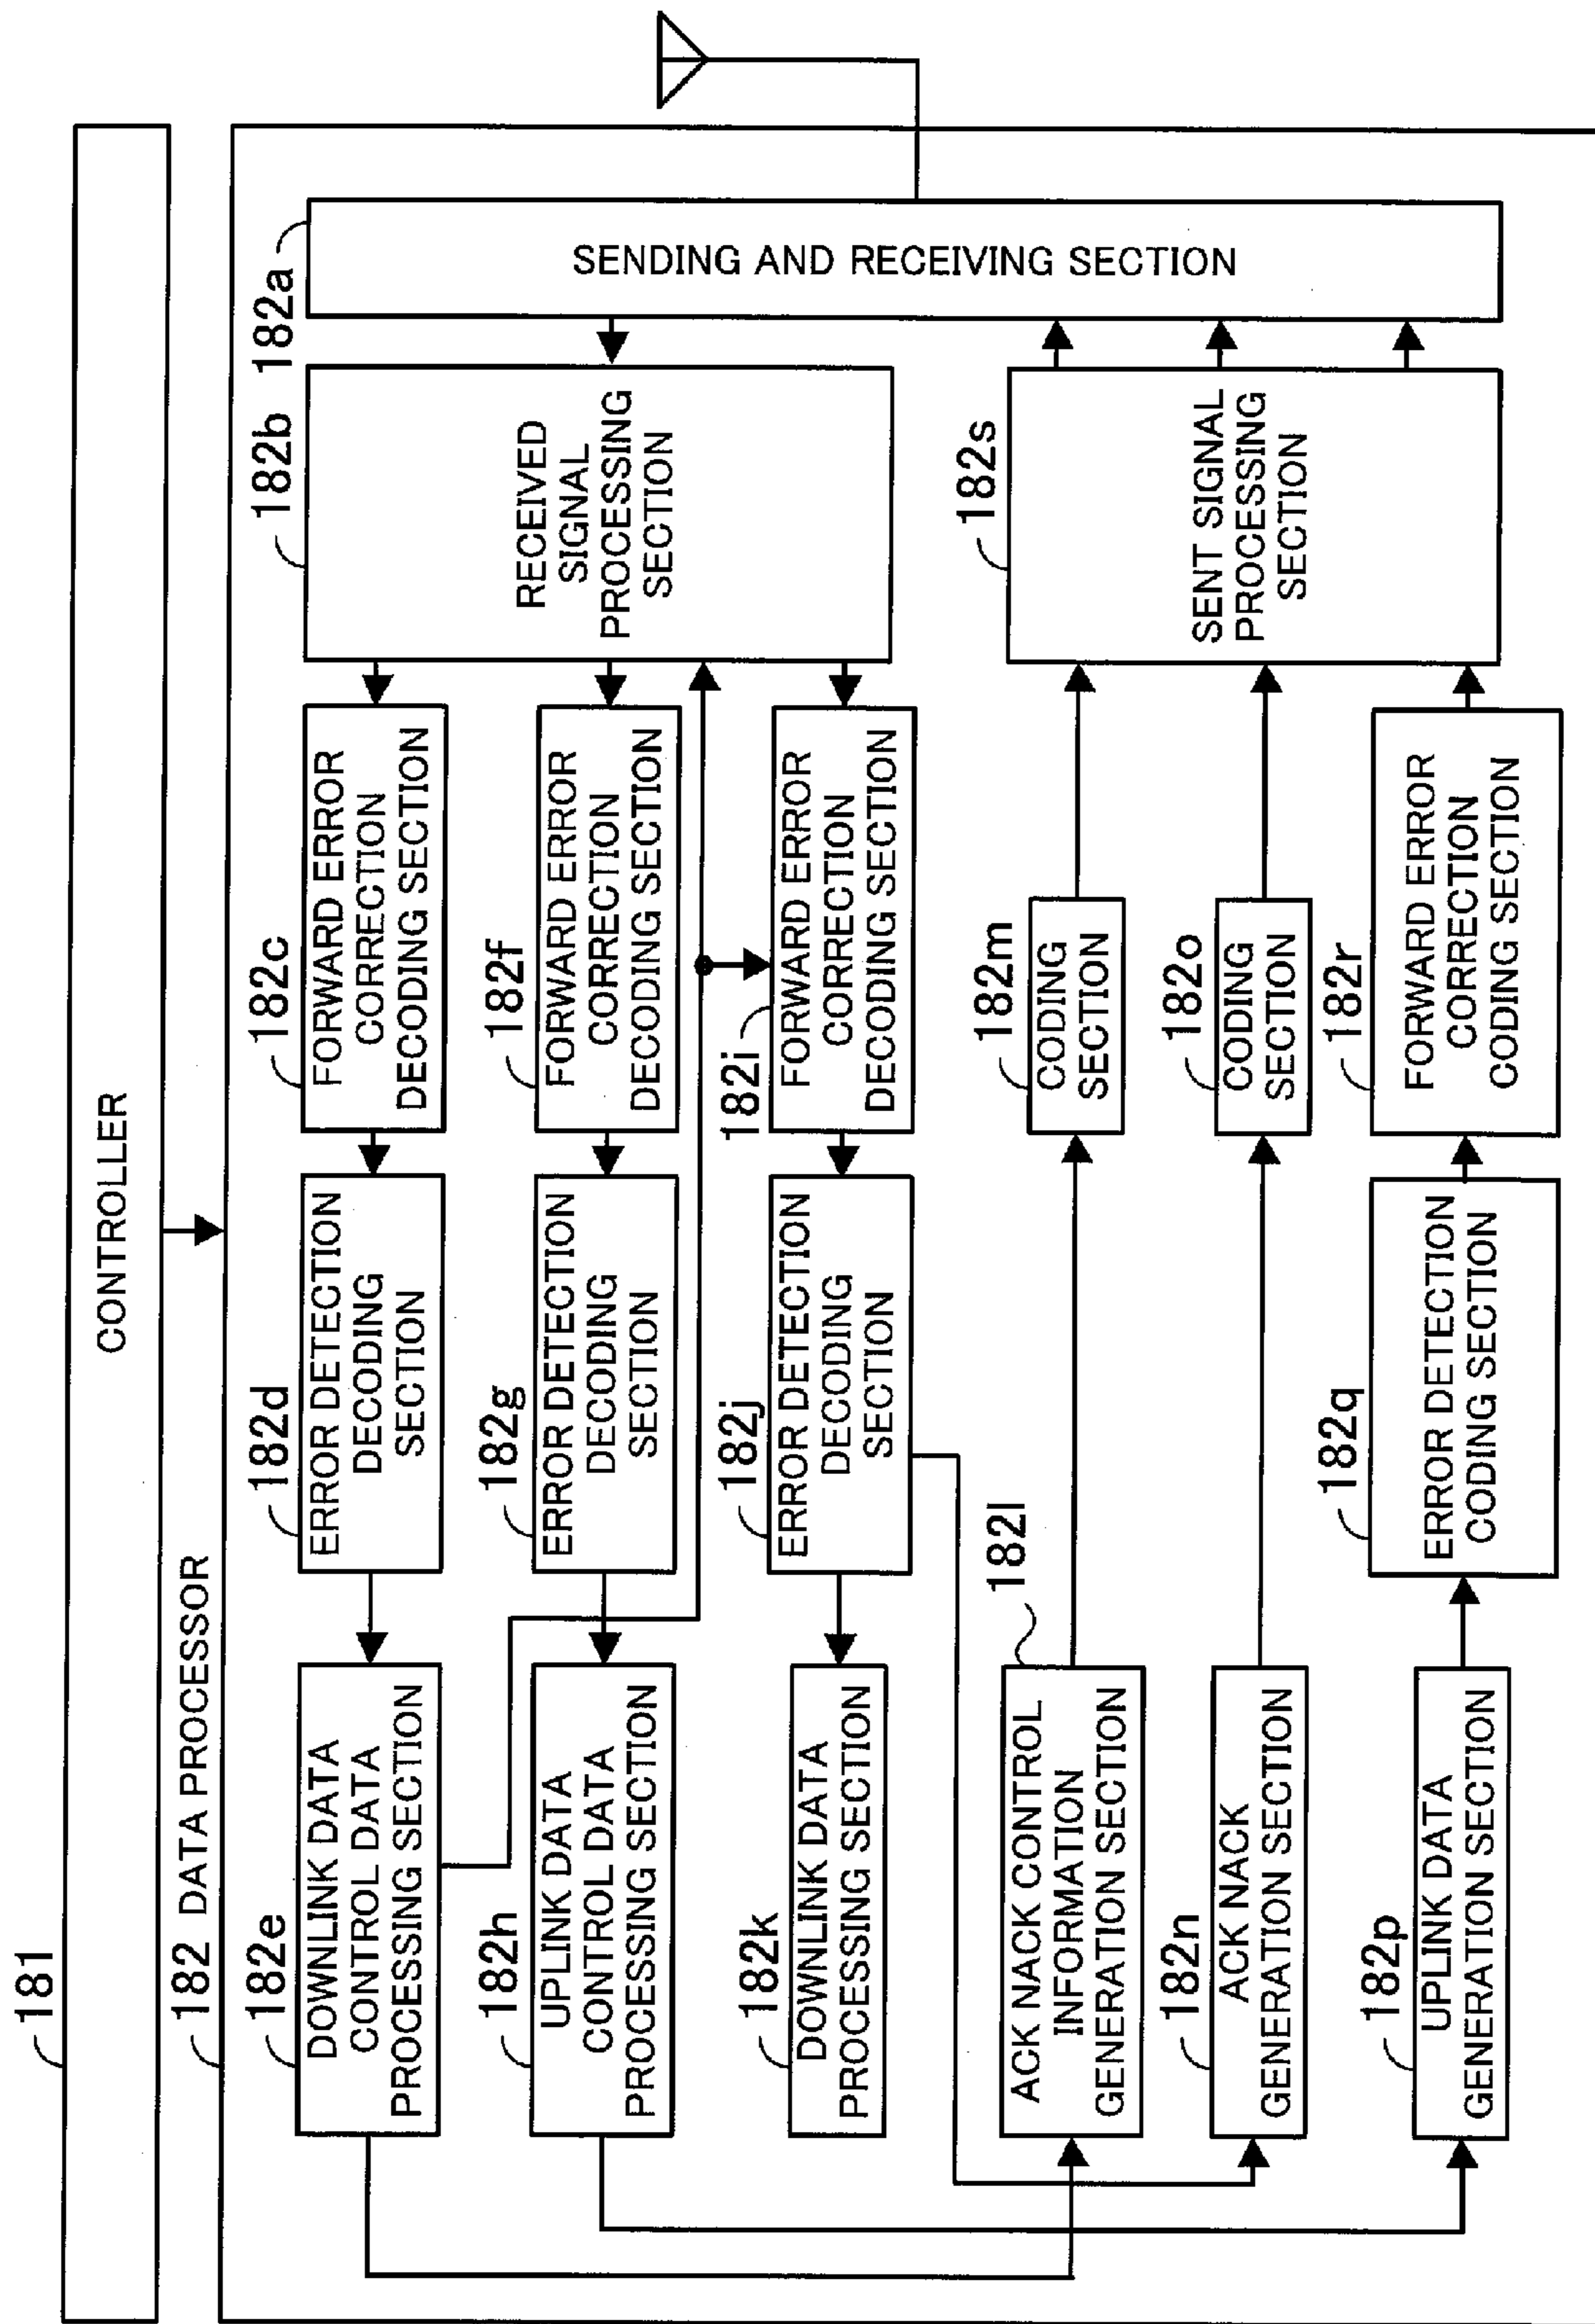 181
CONTROLLER
182 DATA PROCESSOR
182a
SENDING AND RECEIVING SECTION
182b
RECEIVED
SIGNAL
PROCESSING
SECTION
182c
FORWARD ERROR
CORRECTION
DECODING SECTION
182d
ERROR DETECTION
DECODING
SECTION
182e
DOWNLINK DATA
CONTROL DATA
PROCESSING SECTION
182f
FORWARD ERROR
CORRECTION
DECODING SECTION
182g
ERROR DETECTION
DECODING
SECTION
182h
UPLINK DATA
CONTROL DATA
PROCESSING SECTION
182i
FORWARD ERROR
CORRECTION
DECODING SECTION
182j
ERROR DETECTION
DECODING
SECTION
182k
DOWNLINK DATA
PROCESSING SECTION
182l
ACK NACK CONTROL
INFORMATION
GENERATION SECTION
182m
CODING
SECTION
182n
ACK NACK
GENERATION SECTION
182o
CODING
SECTION
182p
UPLINK DATA
GENERATION SECTION
182q
ERROR DETECTION
CODING SECTION
182r
FORWARD ERROR
CORRECTION
CODING SECTION
182s
SENT SIGNAL
PROCESSING
SECTION